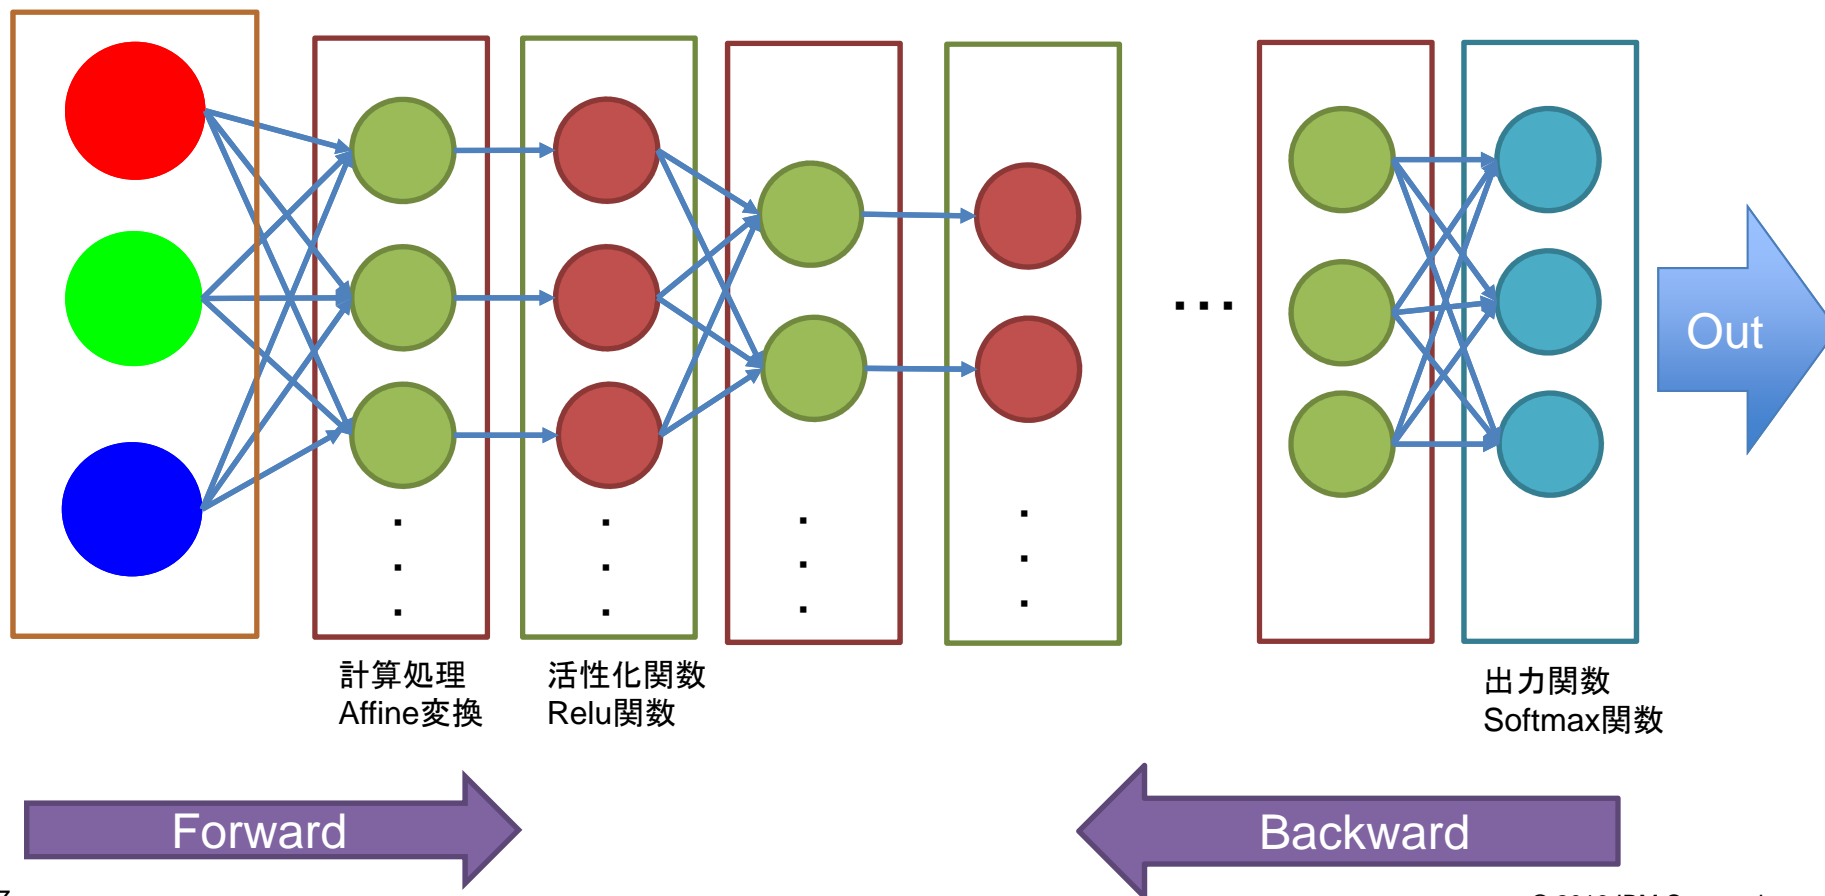 ...
Out
計算処理
Affine変換
活性化関数
Relu関数
出力関数
Softmax関数
Forward
Backward